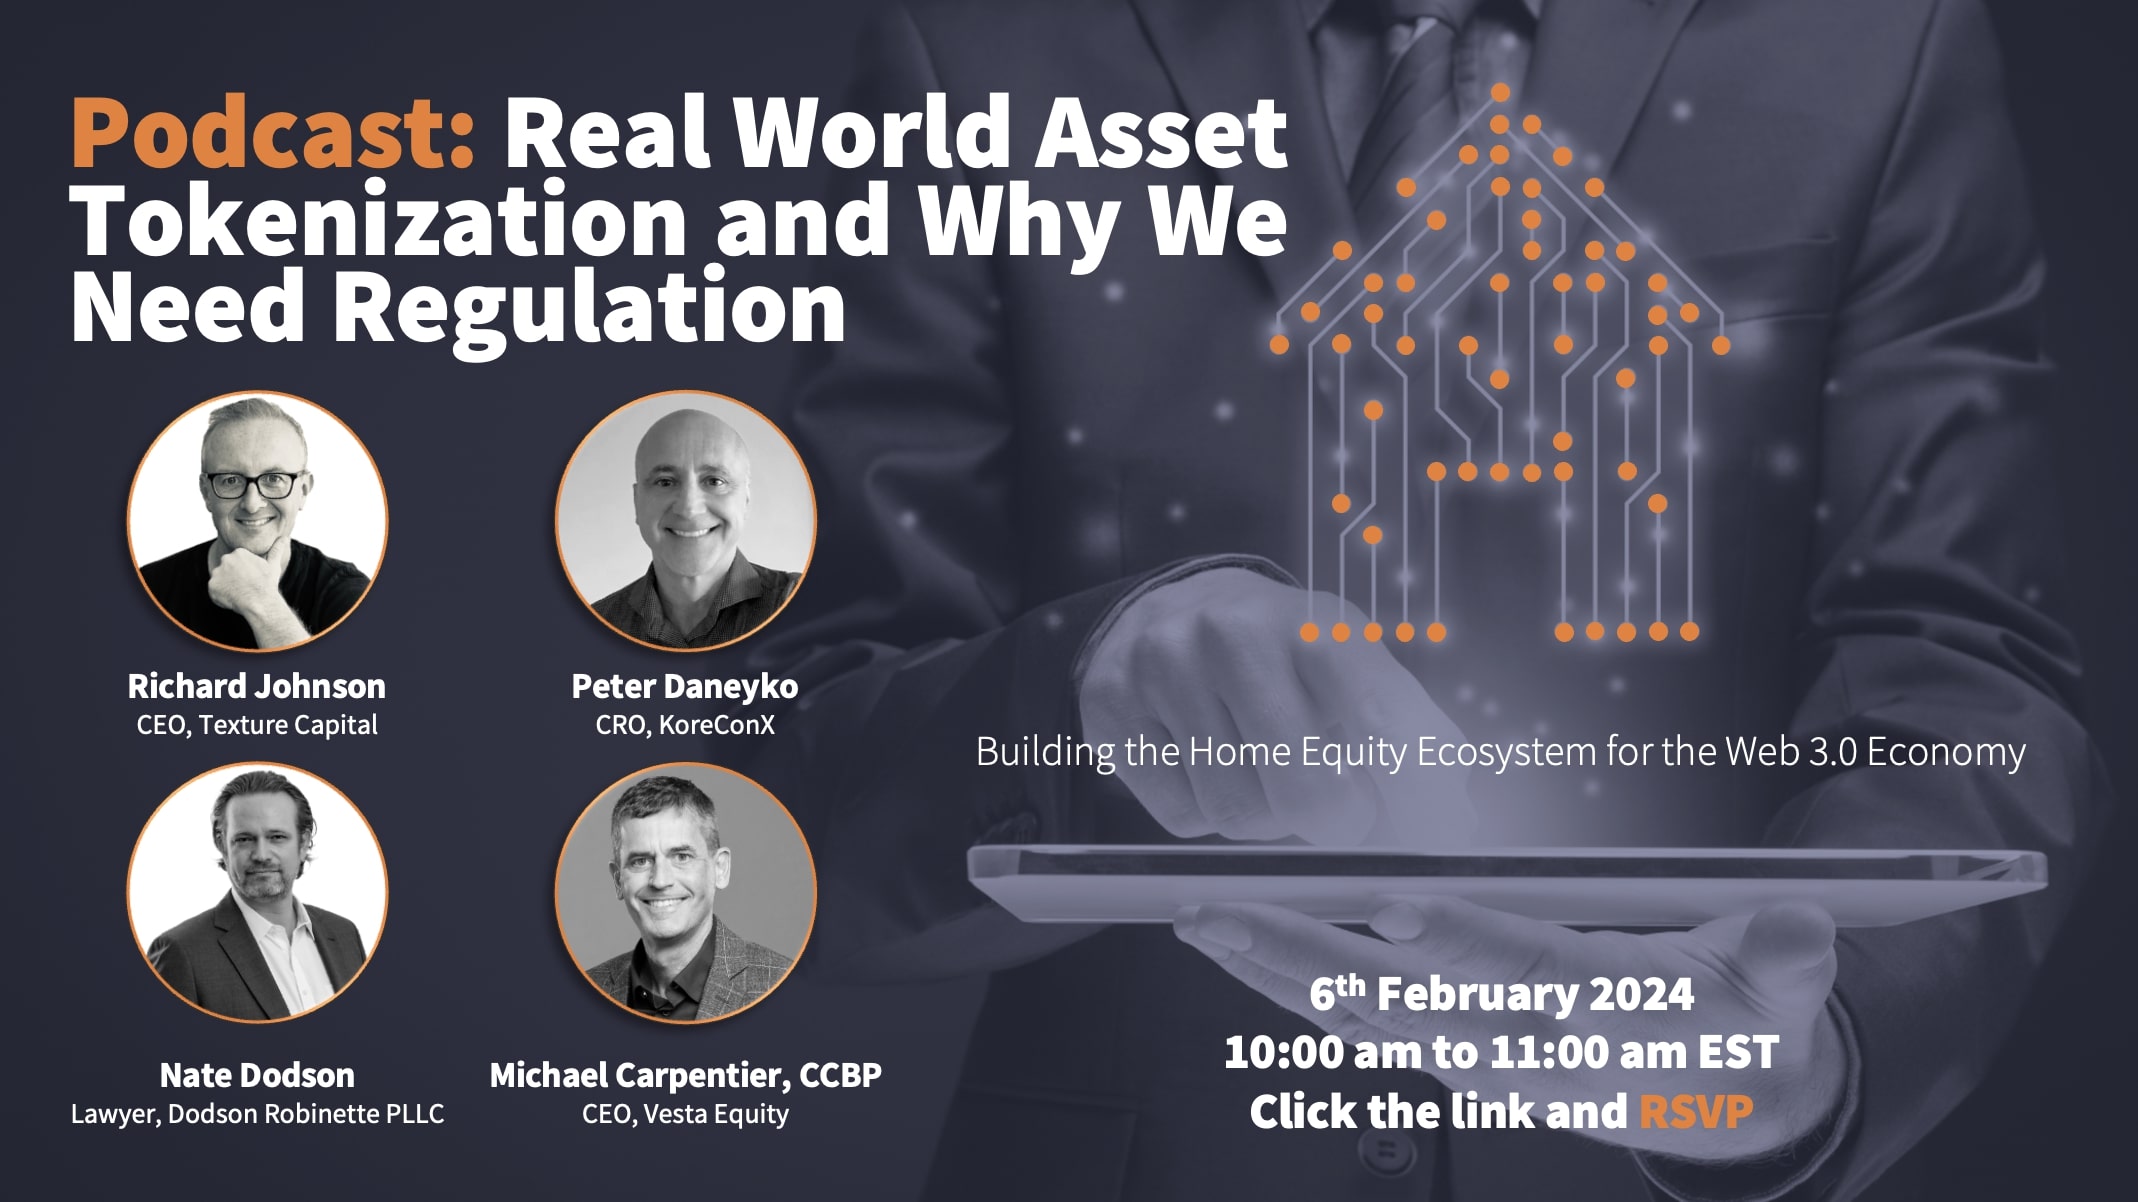 Podcast: Real World Asset
Tokenization and Why We
Need Regulation
Richard Johnson
CEO, Texture Capital
Peter Daneyko
CRO, KoreConX
Nate Dodson
Lawyer, Dodson Robinette PLLC
Michael Carpentier, CCBP
CEO, Vesta Equity
Building the Home Equity Ecosystem for the Web 3.0 Economy
6th February 2024
10:00 am to 11:00 am EST
Click the link and RSVP